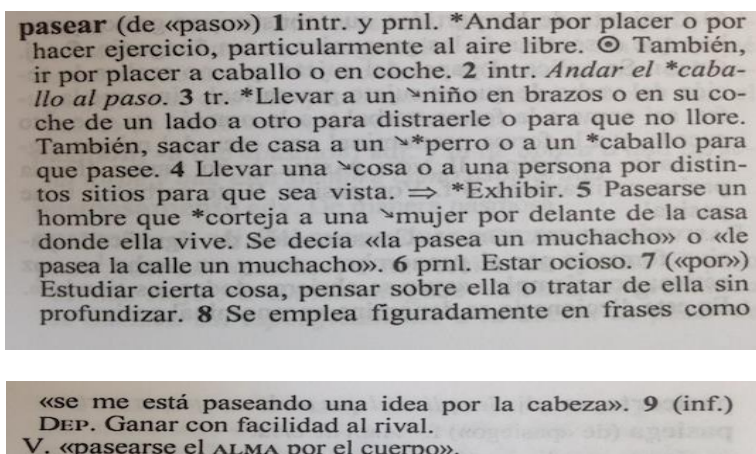 pasear (de «paso») 1 intr. y prnl. *Andar por placer o por
hacer ejercicio, particularmente al aire libre. ⊙ También,
ir por placer a caballo o en coche. 2 intr. Andar el *caba-
llo al paso. 3 tr. *Llevar a un ↘niño en brazos o en su co-
che de un lado a otro para distraerle o para que no llore.
También, sacar de casa a un ↘*perro o a un *caballo para
que pasee. 4 Llevar una ↘cosa o a una persona por distin-
tos sitios para que sea vista. ⇒ *Exhibir. 5 Pasearse un
hombre que *corteja a una ↘mujer por delante de la casa
donde ella vive. Se decía «la pasea un muchacho» o «le
pasea la calle un muchacho». 6 prnl. Estar ocioso. 7 («por»)
Estudiar cierta cosa, pensar sobre ella o tratar de ella sin
profundizar. 8 Se emplea figuradamente en frases como
«se me está paseando una idea por la cabeza». 9 (inf.)
DEP. Ganar con facilidad al rival.
V. «pasearse el ALMA por el cuerpo».